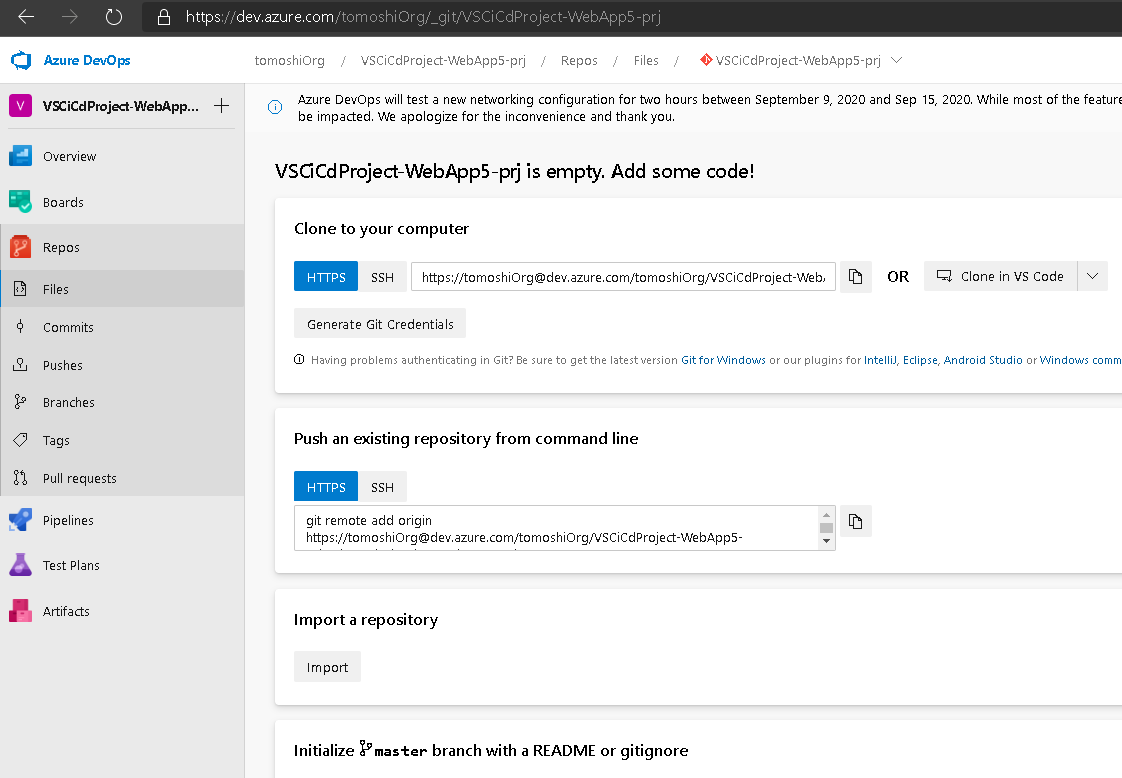 https://dev.azure.com/tomoshiOrg/_git/VSCiCdProject-WebApp5-prj
Azure DevOps
tomoshiOrg / VSCiCdProject-WebApp5-prj / Repos / Files / VSCiCdProject-WebApp5-prj
V VSCiCdProject-WebApp...
Azure DevOps will test a new networking configuration for two hours between September 9, 2020 and Sep 15, 2020. While most of the feature
be impacted. We apologize for the inconvenience and thank you.
Overview
Boards
Repos
Files
Commits
Pushes
Branches
Tags
Pull requests
Pipelines
Test Plans
Artifacts
VSCiCdProject-WebApp5-prj is empty. Add some code!
Clone to your computer
HTTPS SSH https://tomoshiOrg@dev.azure.com/tomoshiOrg/VSCiCdProject-Web OR Clone in VS Code
Generate Git Credentials
Having problems authenticating in Git? Be sure to get the latest version Git for Windows or our plugins for IntelliJ, Eclipse, Android Studio or Windows comm
Push an existing repository from command line
HTTPS SSH
git remote add origin
https://tomoshiOrg@dev.azure.com/tomoshiOrg/VSCiCdProject-WebApp5-
Import a repository
Import
Initialize master branch with a README or gitignore